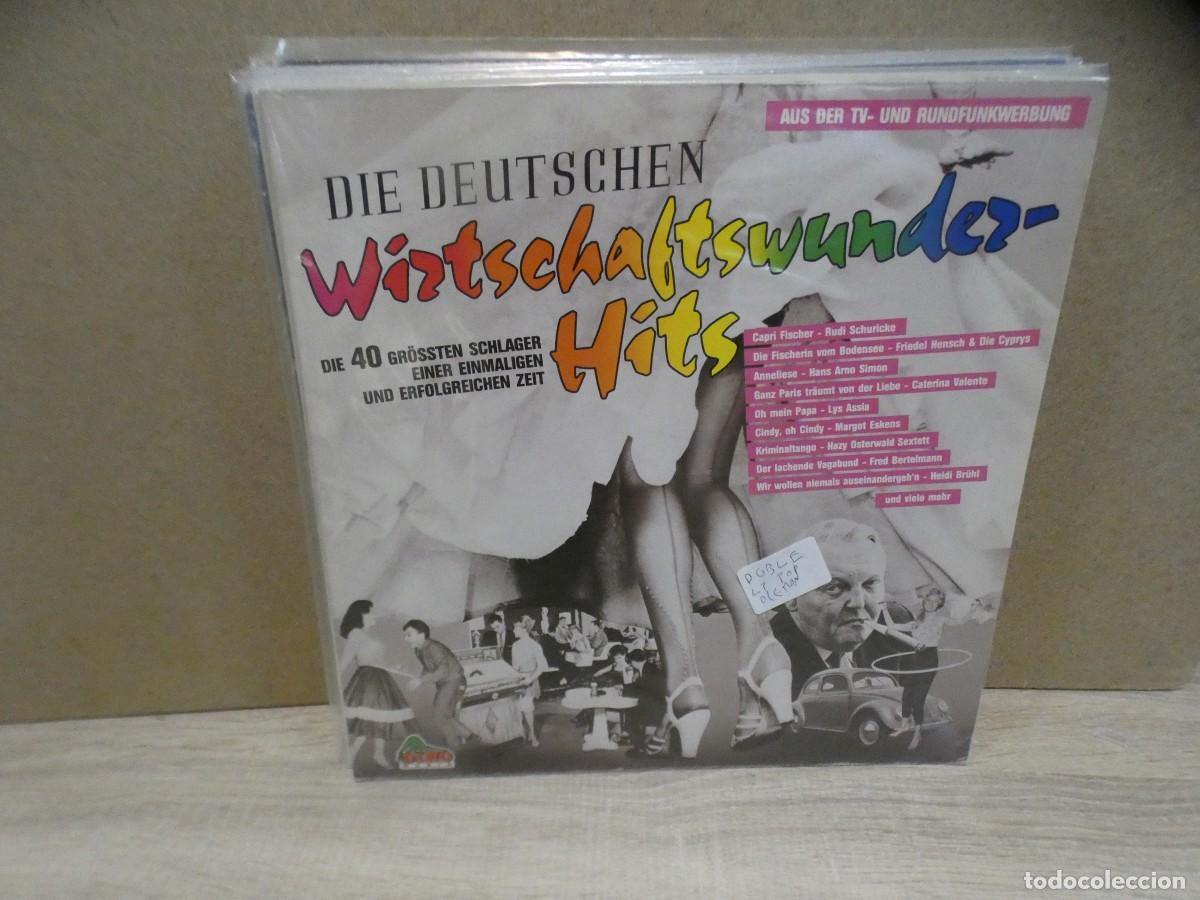 AUS DER TV- UND RUNDFUNKWERBUNG
DIE DEUTSCHEN
Wirtschaftswunder-
Hits
DIE 40 GRÖSSTEN SCHLAGER
EINER EINMALIGEN
UND ERFOLGREICHEN ZEIT
Capri Fischer - Rudi Schuricke
Die Fischerin vom Bodensee - Friedel Hensch & Die Cyprys
Anneliese - Hans Arno Simon
Ganz Paris träumt von der Liebe - Caterina Valente
Oh mein Papa - Lys Assia
Cindy, oh Cindy - Margot Eskens
Kriminaltango - Hazy Osterwald Sextett
Der lachende Vagabund - Fred Bertelmann
Wir wollen niemals auseinandergeh'n - Heidi Brühl
und viele mehr
DOBLE
LP POP
todocoleccion